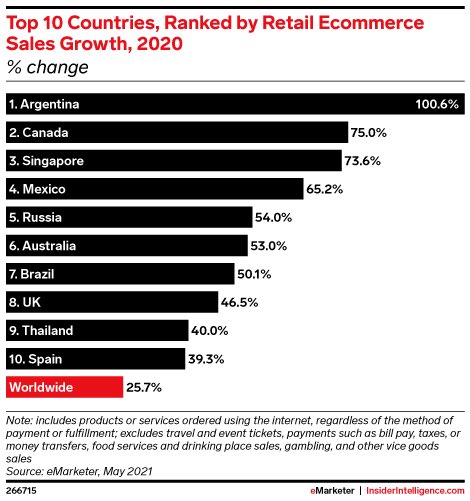 Top 10 Countries, Ranked by Retail Ecommerce
Sales Growth, 2020
% change
1. Argentina 100.6%
2. Canada 75.0%
3. Singapore 73.6%
4. Mexico 65.2%
5. Russia 54.0%
6. Australia 53.0%
7. Brazil 50.1%
8. UK 46.5%
9. Thailand 40.0%
10. Spain 39.3%
Worldwide 25.7%
Note: includes products or services ordered using the internet, regardless of the method of
payment or fulfillment; excludes travel and event tickets, payments such as bill pay, taxes, or
money transfers, food services and drinking place sales, gambling, and other vice goods
sales
Source: eMarketer, May 2021
266715 eMarketer | InsiderIntelligence.com